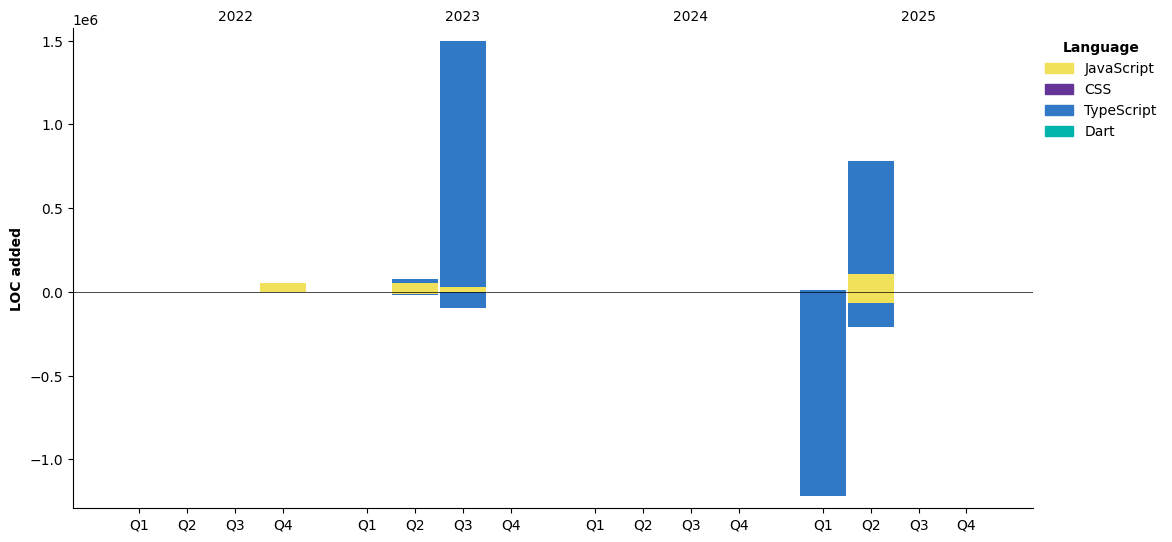 1e6
2022 2023 2024 2025
Language
JavaScript
CSS
TypeScript
Dart
LOC added
1.5
1.0
0.5
0.0
−0.5
−1.0
Q1 Q2 Q3 Q4 Q1 Q2 Q3 Q4 Q1 Q2 Q3 Q4 Q1 Q2 Q3 Q4